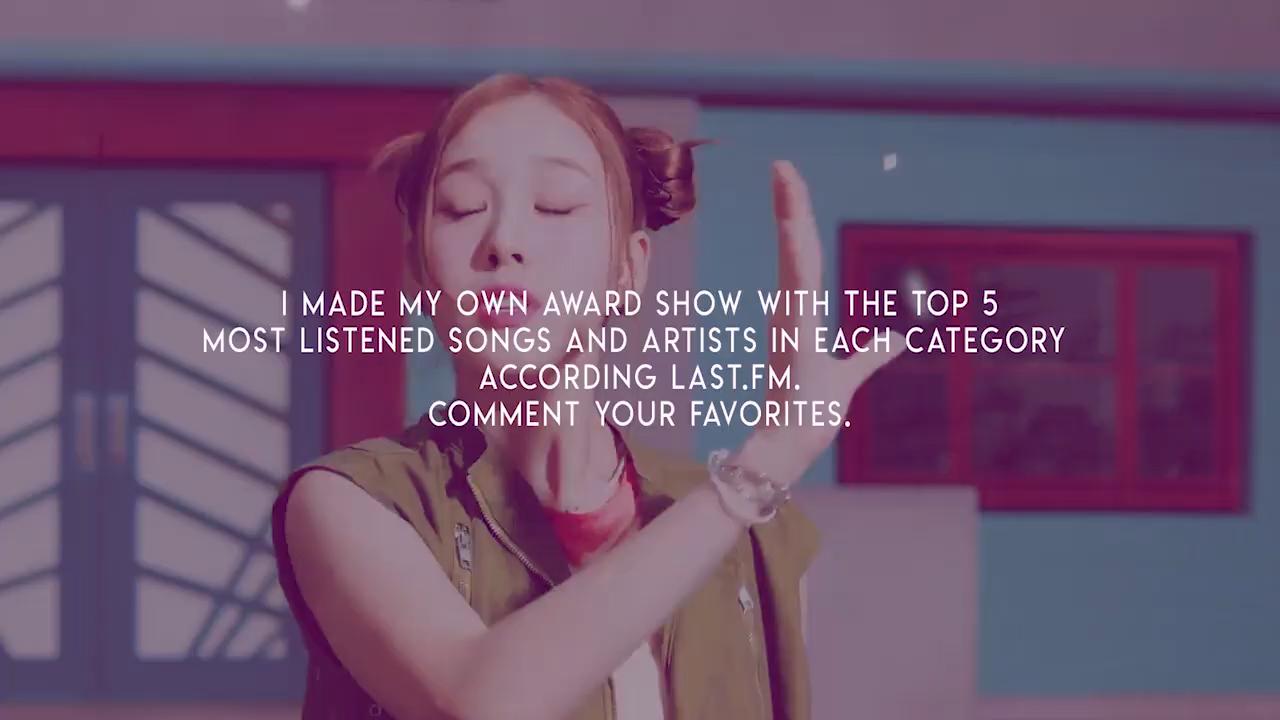 I MADE MY OWN AWARD SHOW WITH THE TOP 5
MOST LISTENED SONGS AND ARTISTS IN EACH CATEGORY
ACCORDING LAST.FM.
COMMENT YOUR FAVORITES.